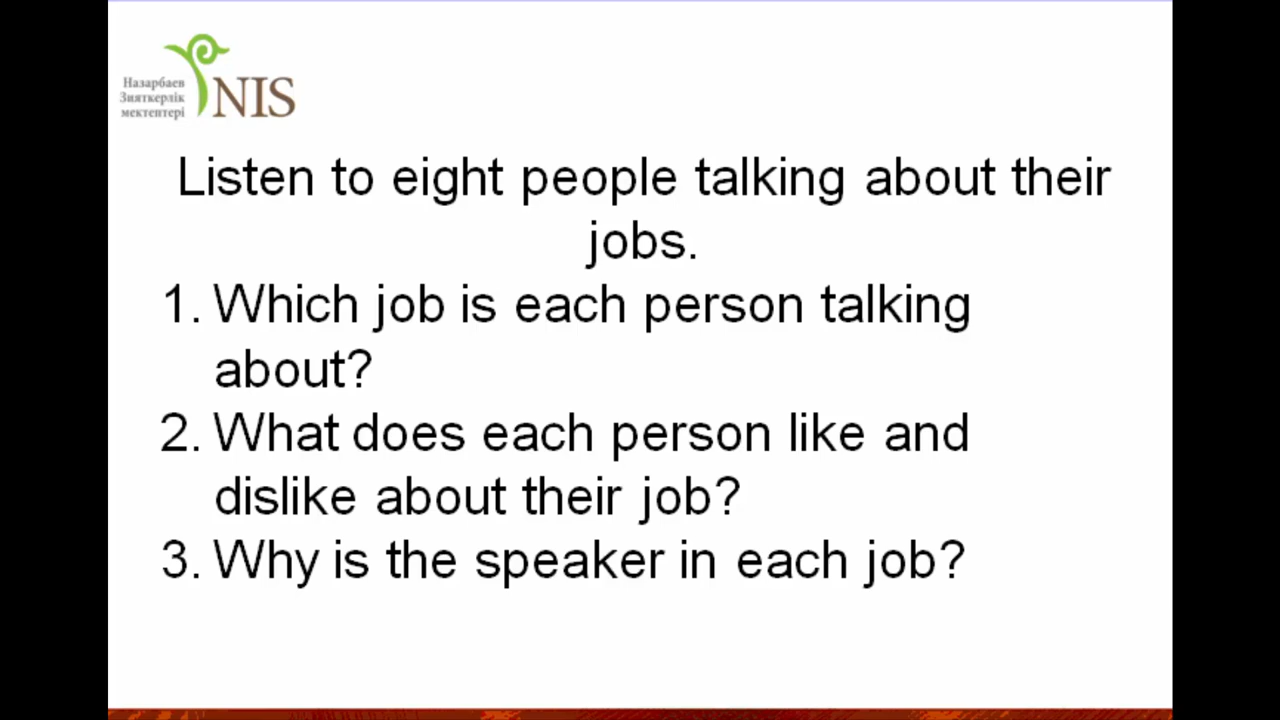 Назарбаев
Зияткерлік
мектептері
NIS
Listen to eight people talking about their
jobs.
1. Which job is each person talking
about?
2. What does each person like and
dislike about their job?
3. Why is the speaker in each job?